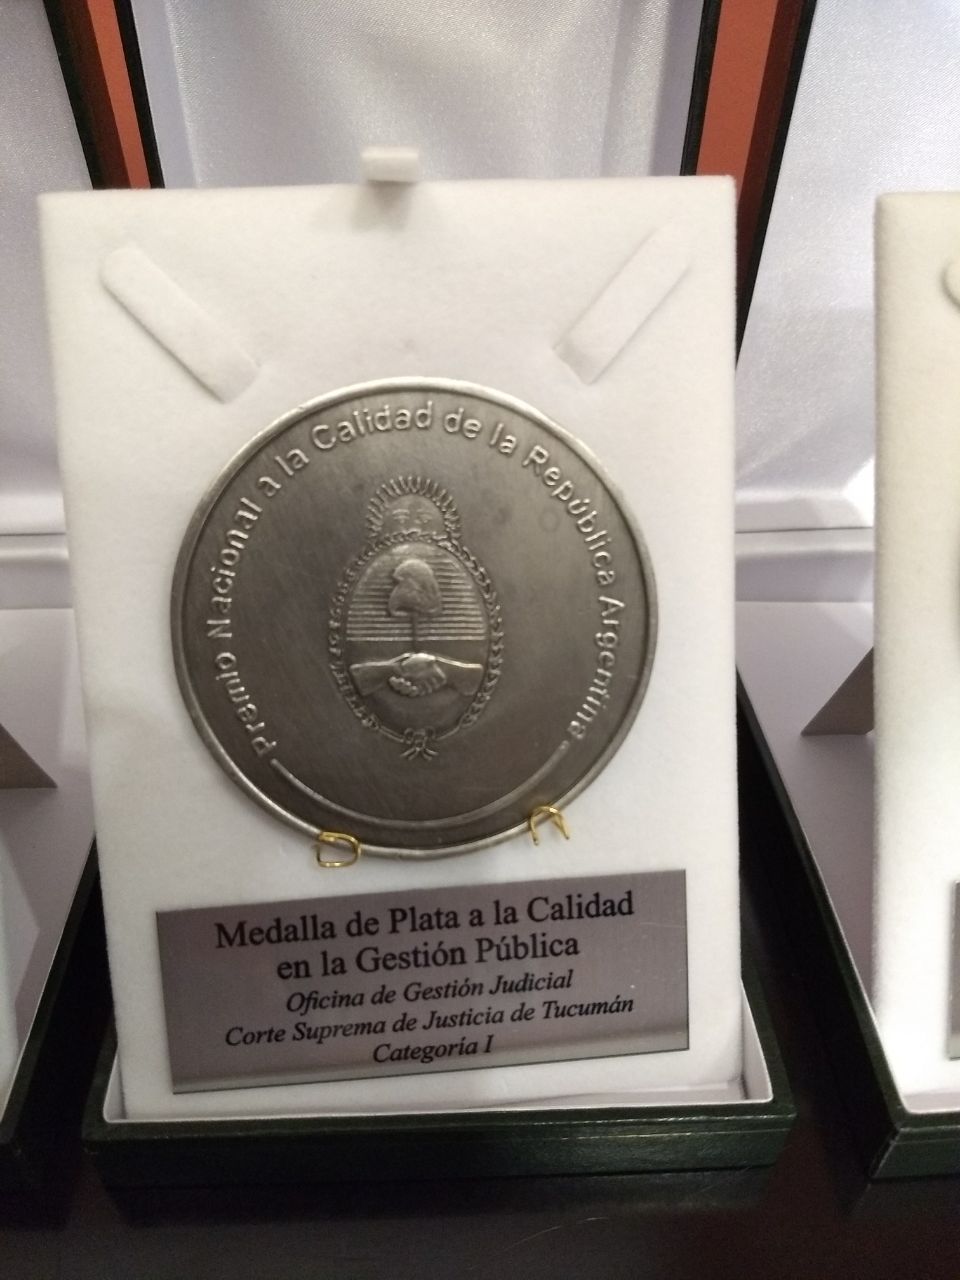 Premio Nacional a la Calidad de la República Argentina
Medalla de Plata a la Calidad
en la Gestión Pública
Oficina de Gestión Judicial
Corte Suprema de Justicia de Tucumán
Categoría I